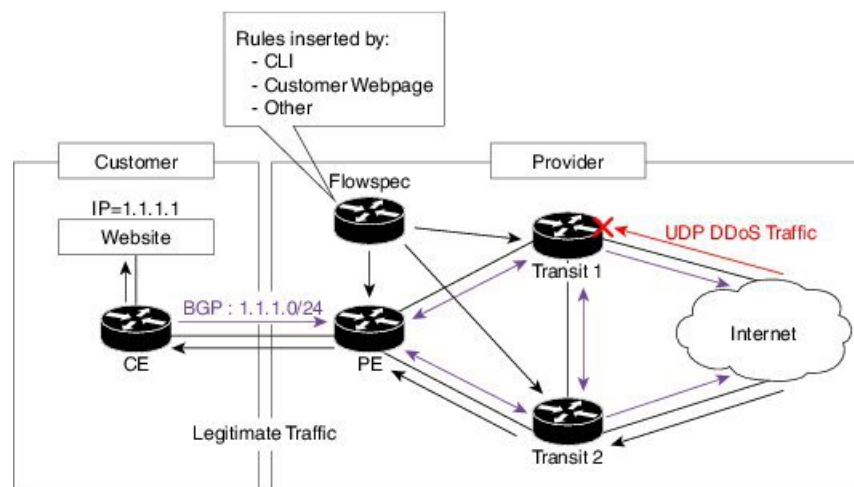 Rules inserted by:
- CLI
- Customer Webpage
- Other
Customer
Provider
Flowspec
IP=1.1.1.1
Website
UDP DDoS Traffic
Transit 1
BGP : 1.1.1.0/24
Internet
CE
PE
Legitimate Traffic
Transit 2